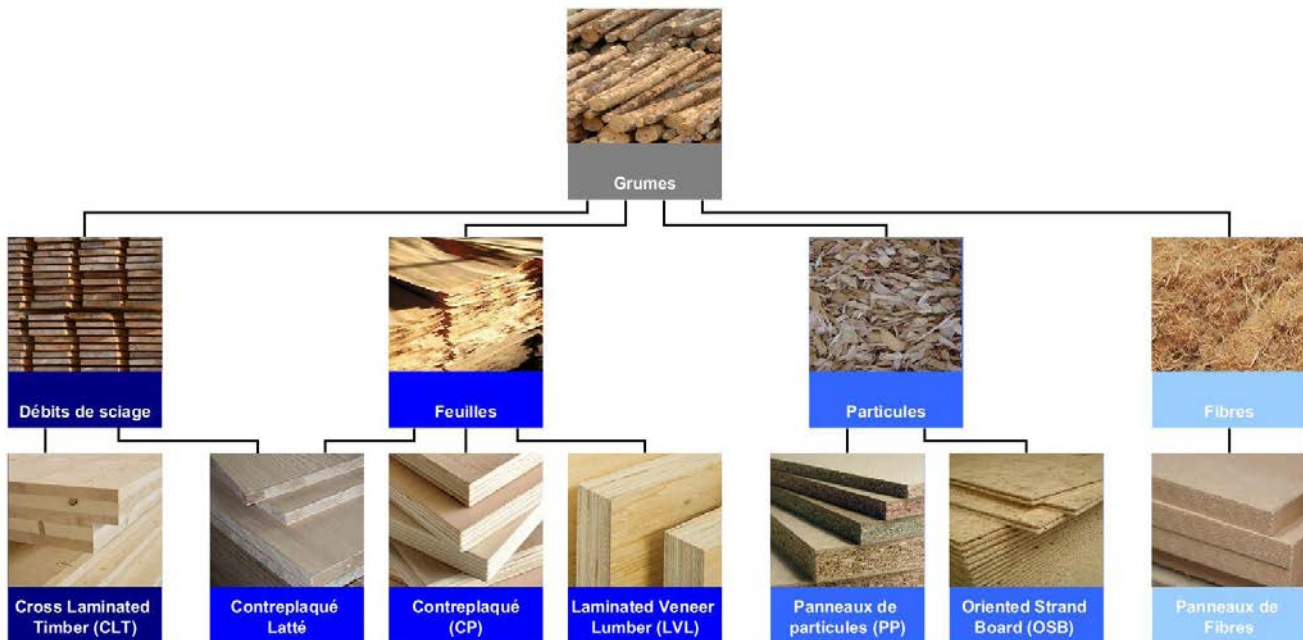 Grumes
Débits de sciage
Feuilles
Particules
Fibres
Cross Laminated
Timber (CLT)
Contreplaqué
Latté
Contreplaqué
(CP)
Laminated Veneer
Lumber (LVL)
Panneaux de
particules (PP)
Oriented Strand
Board (OSB)
Panneaux de
Fibres